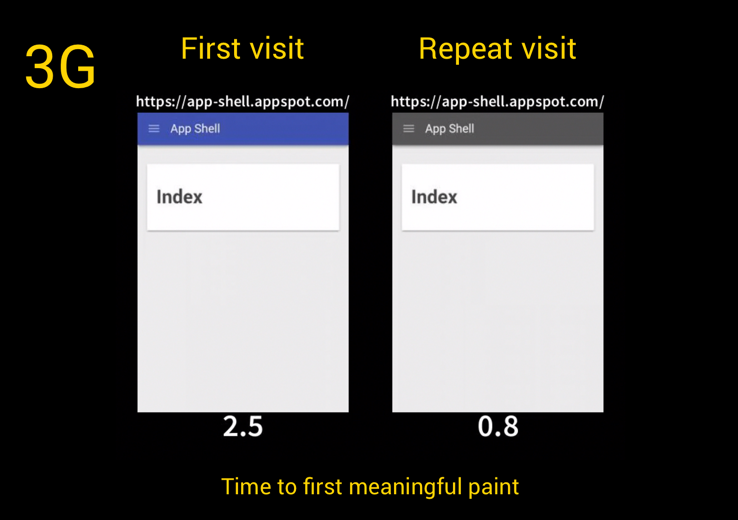 3G
First visit
Repeat visit
https://app-shell.appspot.com/
https://app-shell.appspot.com/
App Shell
App Shell
Index
Index
2.5
0.8
Time to first meaningful paint